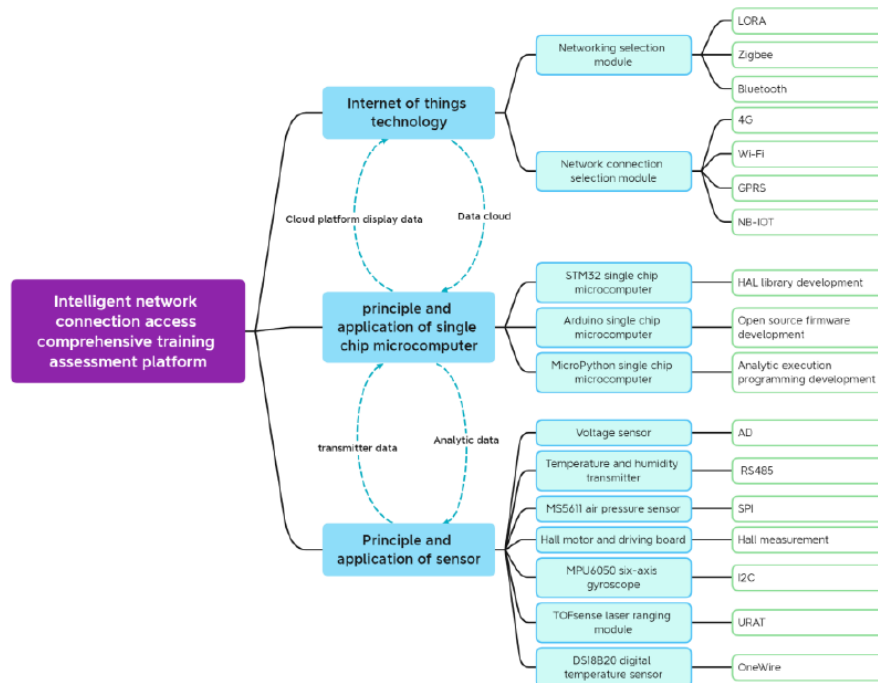 Intelligent network
connection access
comprehensive training
assessment platform
Internet of things
technology
Networking selection
module
LORA
Zigbee
Bluetooth
Network connection
selection module
4G
Wi-Fi
GPRS
NB-IOT
Cloud platform display data
Data cloud
principle and
application of single
chip microcomputer
STM32 single chip
microcomputer
HAL library development
Arduino single chip
microcomputer
Open source firmware
development
MicroPython single chip
microcomputer
Analytic execution
programming development
transmitter data
Analytic data
Principle and
application of sensor
Voltage sensor
AD
Temperature and humidity
transmitter
RS485
MS5611 air pressure sensor
SPI
Hall motor and driving board
Hall measurement
MPU6050 six-axis
gyroscope
I2C
TOFsense laser ranging
module
URAT
DS18B20 digital
temperature sensor
OneWire